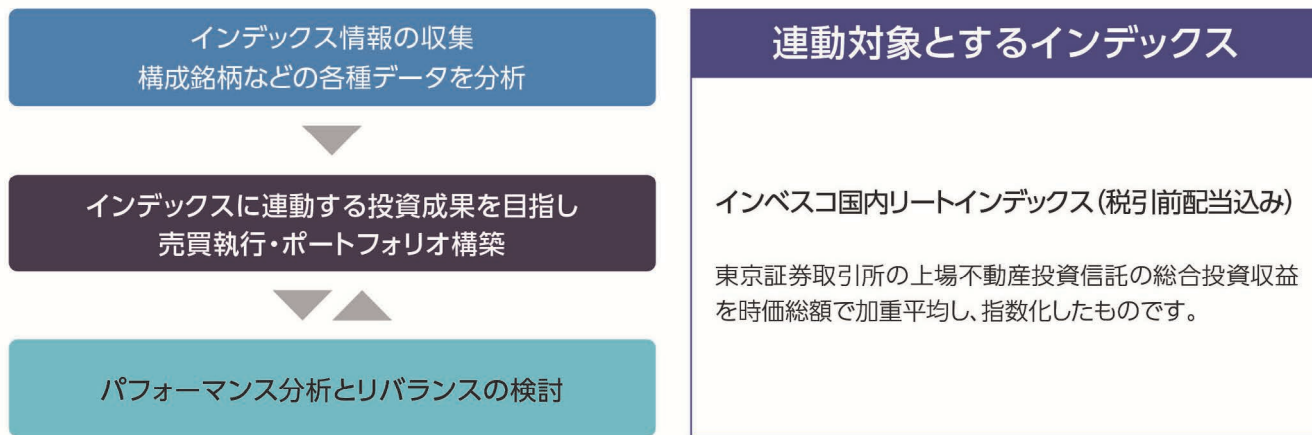 インデックス情報の収集
構成銘柄などの各種データを分析
インデックスに連動する投資成果を目指し
売買執行・ポートフォリオ構築
パフォーマンス分析とリバランスの検討
連動対象とするインデックス
インベスコ国内リートインデックス(税引前配当込み)
東京証券取引所の上場不動産投資信託の総合投資収益
を時価総額で加重平均し、指数化したものです。